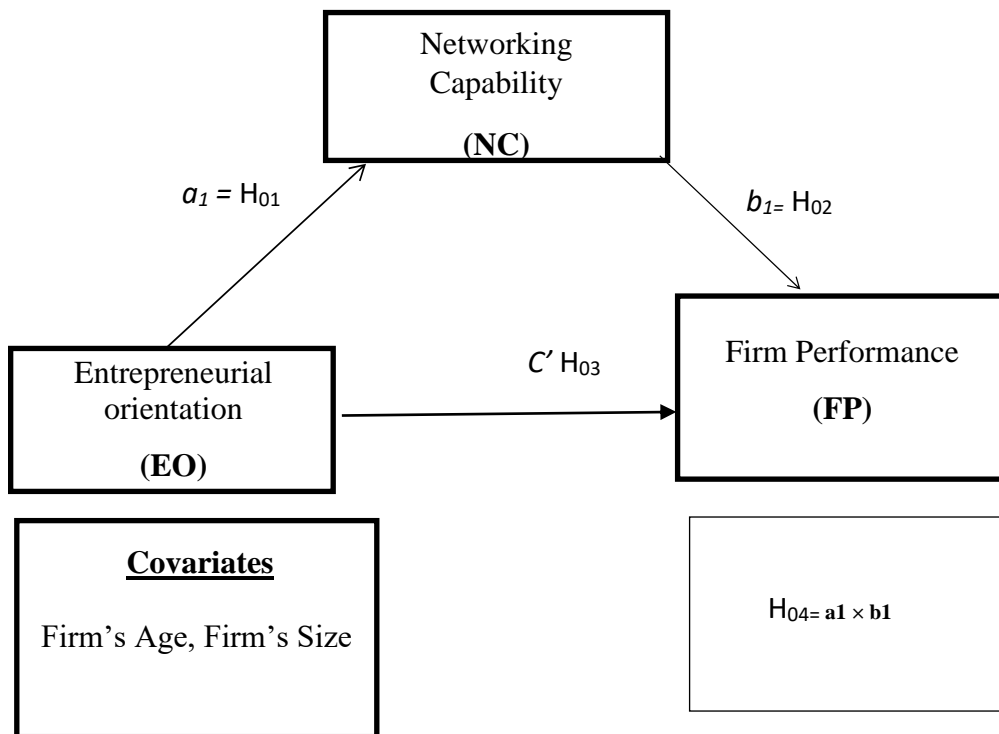 Networking
Capability
(NC)
a₁ = H₀₁
b₁₌ H₀₂
Entrepreneurial
orientation
(EO)
C’ H₀₃
Firm Performance
(FP)
Covariates
Firm’s Age, Firm’s Size
H₀₄₌ a1 × b1